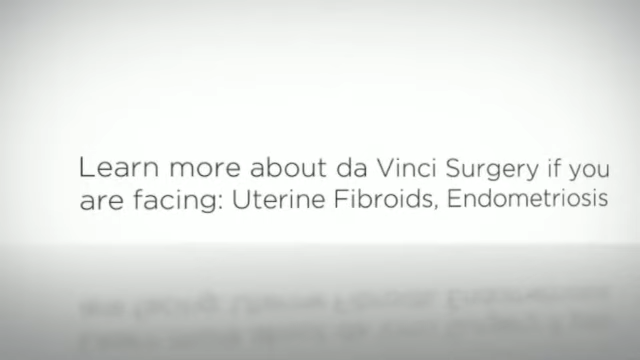 Learn more about da Vinci Surgery if you
are facing: Uterine Fibroids, Endometriosis